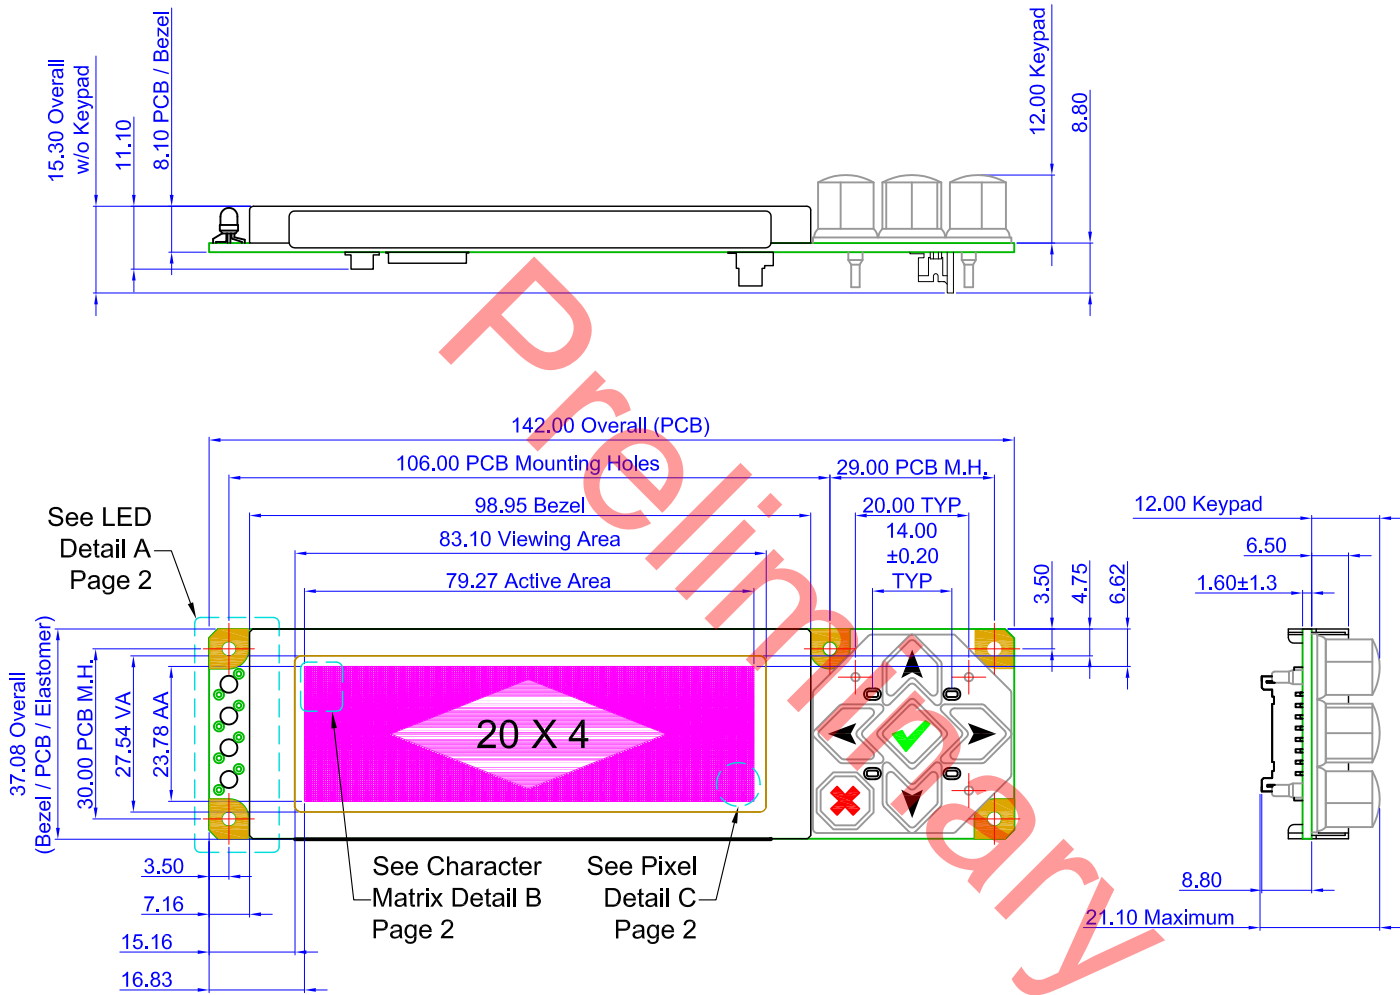 15.30 Overall
w/o Keypad
11.10
8.10 PCB / Bezel
12.00 Keypad
8.80
142.00 Overall (PCB)
106.00 PCB Mounting Holes
29.00 PCB M.H.
98.95 Bezel
20.00 TYP
83.10 Viewing Area
14.00
±0.20
TYP
79.27 Active Area
See LED
Detail A
Page 2
3.50
4.75
6.62
12.00 Keypad
6.50
1.60±1.3
37.08 Overall
(Bezel / PCB / Elastomer)
30.00 PCB M.H.
27.54 VA
23.78 AA
20 X 4
3.50
7.16
15.16
16.83
See Character
Matrix Detail B
Page 2
See Pixel
Detail C
Page 2
8.80
21.10 Maximum
Preliminary